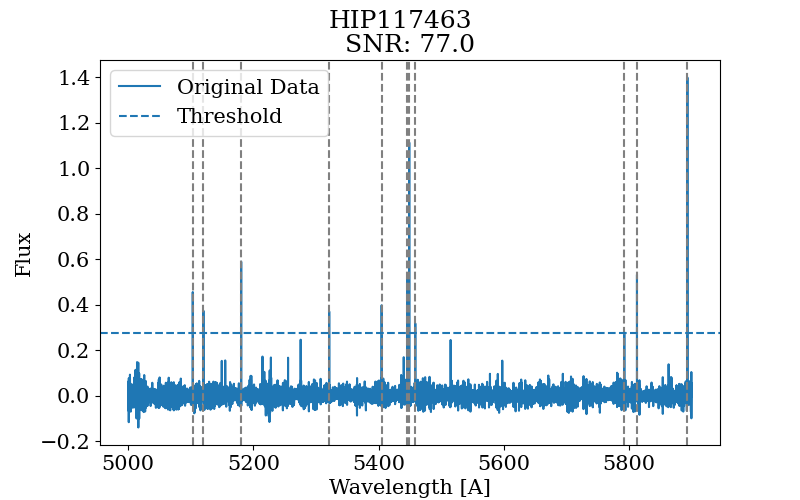 HIP117463
SNR: 77.0
Original Data
Threshold
1.4
1.2
1.0
0.8
0.6
0.4
0.2
0.0
−0.2
Flux
5000 5200 5400 5600 5800
Wavelength [A]